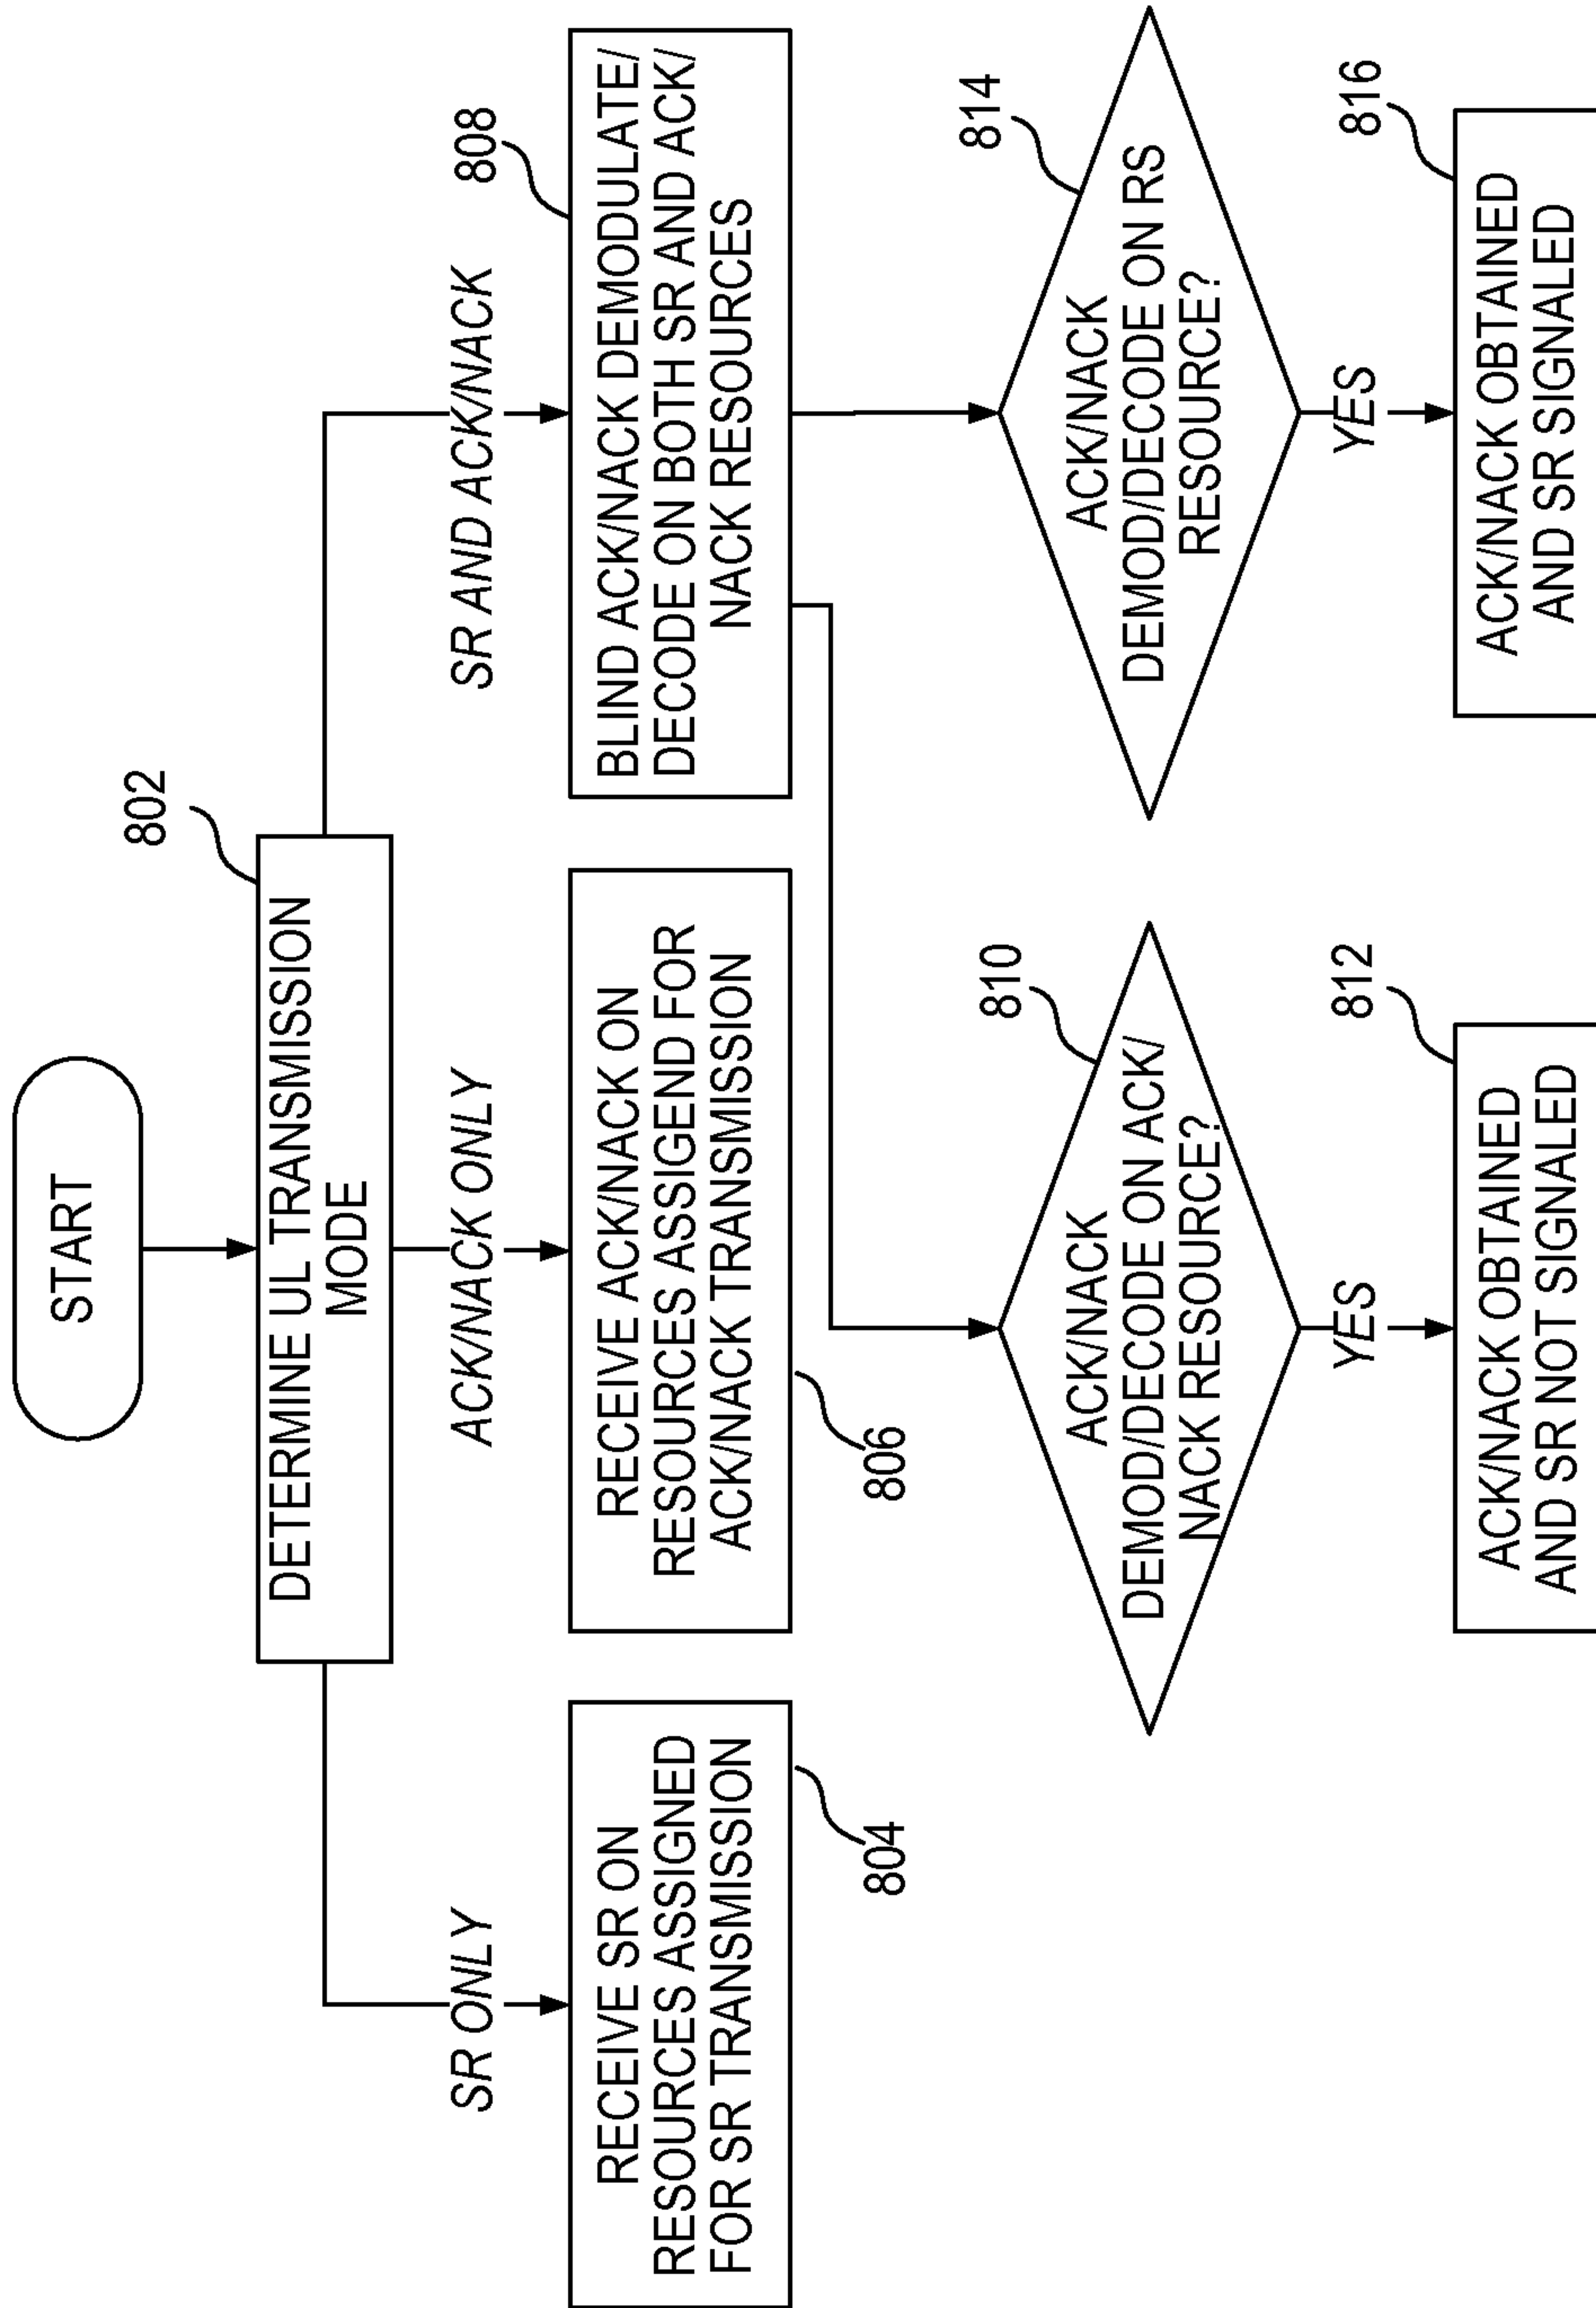 START
802
DETERMINE UL TRANSMISSION
MODE
SR ONLY
ACK/NACK ONLY
SR AND ACK/NACK
808
RECEIVE SR ON
RESOURCES ASSIGNED
FOR SR TRANSMISSION
804
RECEIVE ACK/NACK ON
RESOURCES ASSIGEND FOR
ACK/NACK TRANSMISSION
806
BLIND ACK/NACK DEMODULATE/
DECODE ON BOTH SR AND ACK/
NACK RESOURCES
810
ACK/NACK
DEMOD/DECODE ON ACK/
NACK RESOURCE?
YES
812
ACK/NACK OBTAINED
AND SR NOT SIGNALED
814
ACK/NACK
DEMOD/DECODE ON RS
RESOURCE?
YES
816
ACK/NACK OBTAINED
AND SR SIGNALED